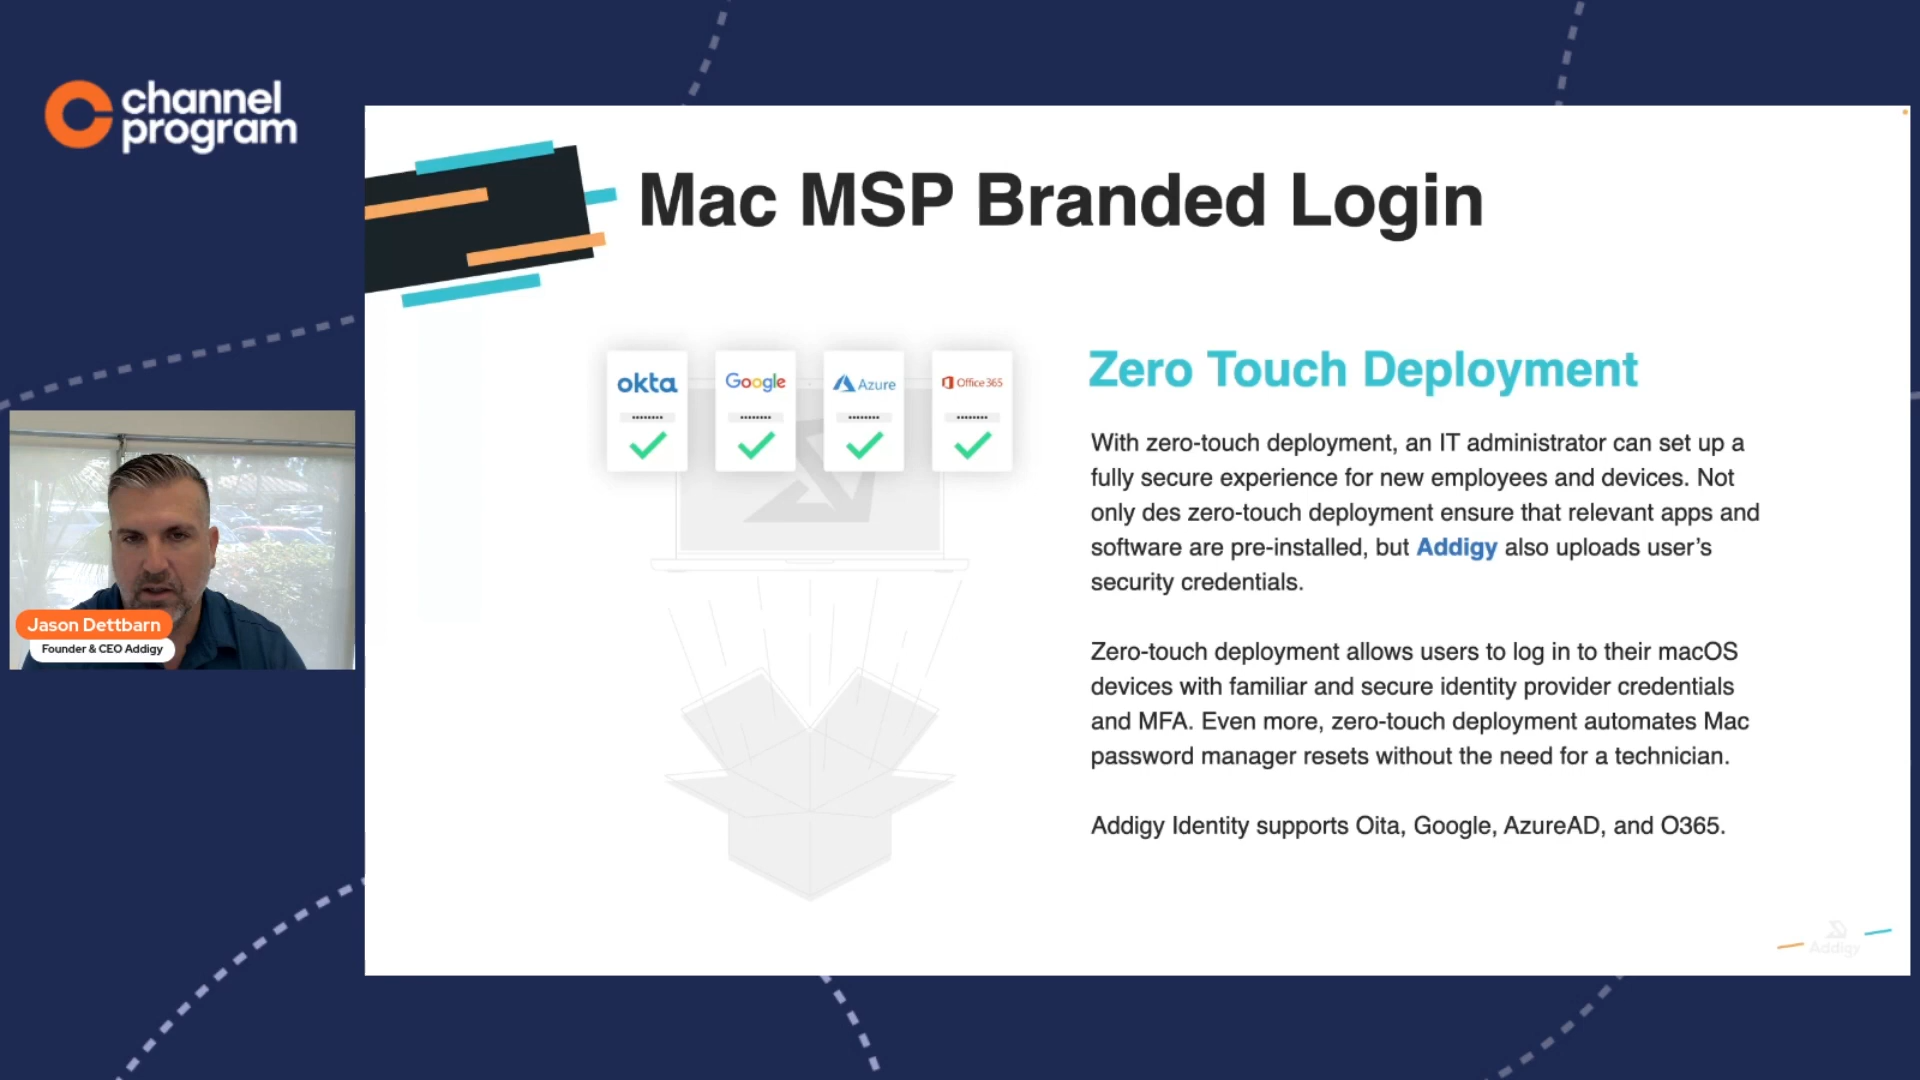 channel
program
Mac MSP Branded Login
okta
Google
Azure
Office 365
Zero Touch Deployment
With zero-touch deployment, an IT administrator can set up a
fully secure experience for new employees and devices. Not
only des zero-touch deployment ensure that relevant apps and
software are pre-installed, but Addigy also uploads user's
security credentials.
Zero-touch deployment allows users to log in to their macOS
devices with familiar and secure identity provider credentials
and MFA. Even more, zero-touch deployment automates Mac
password manager resets without the need for a technician.
Addigy Identity supports Oita, Google, AzureAD, and O365.
Jason Dettbarn
Founder & CEO Addigy
Addigy